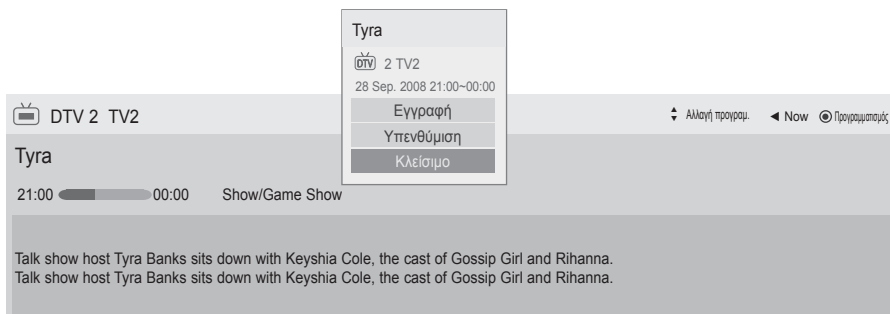 Tyra
DTV 2 TV2
28 Sep. 2008 21:00~00:00
Εγγραφή
Υπενθύμιση
Κλείσιμο
DTV 2 TV2
Αλλαγή προγραμ. Now Προγραμματισμός
Tyra
21:00 00:00 Show/Game Show
Talk show host Tyra Banks sits down with Keyshia Cole, the cast of Gossip Girl and Rihanna.
Talk show host Tyra Banks sits down with Keyshia Cole, the cast of Gossip Girl and Rihanna.